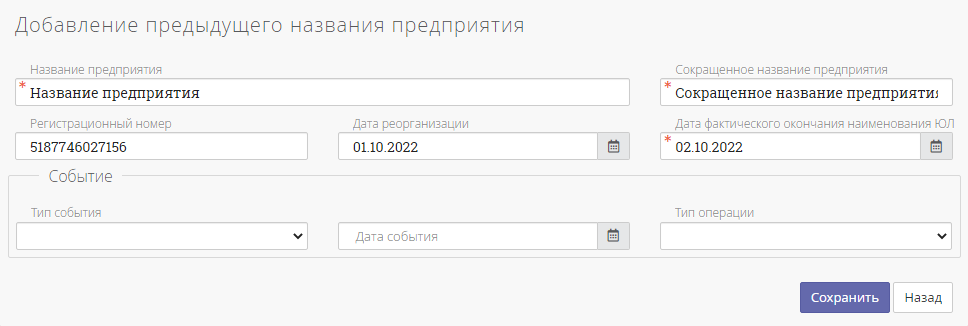 Добавление предыдущего названия предприятия
Название предприятия
Сокращенное название предприятия
* Название предприятия
* Сокращенное название предприятия
Регистрационный номер
Дата реорганизации
Дата фактического окончания наименования ЮЛ
5187746027156
01.10.2022
* 02.10.2022
Событие
Тип события
Тип операции
Дата события
Сохранить
Назад